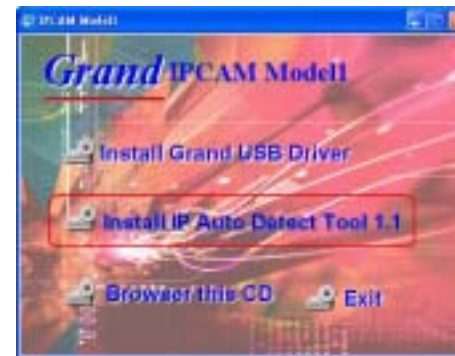 IPCAM Model1
Grand IPCAM Model1
Install Grand USB Driver
Install IP Auto Detect Tool 1.1
Browser this CD
Exit